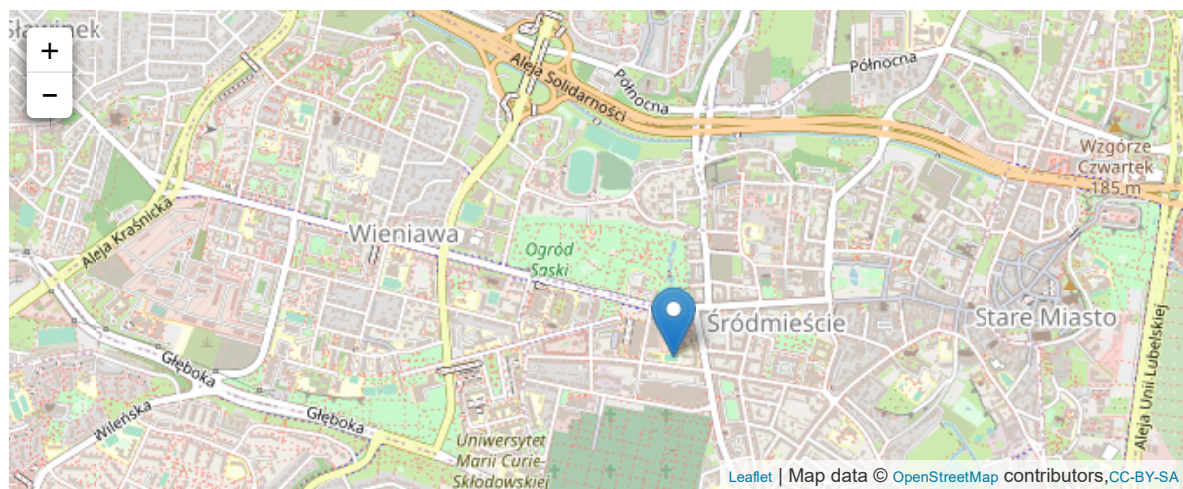 Sławinek
+
−
Aleja Solidarności
Północna
Północna
Wzgórze
Czwartek
185 m
Aleja Kraśnicka
Wieniawa
Ogród
Saski
Śródmieście
Stare Miasto
Aleja Unii Lubelskiej
Głęboka
Głęboka
Wileńska
Uniwersytet
Marii Curie-
Skłodowskiej
Leaflet | Map data © OpenStreetMap contributors,CC-BY-SA